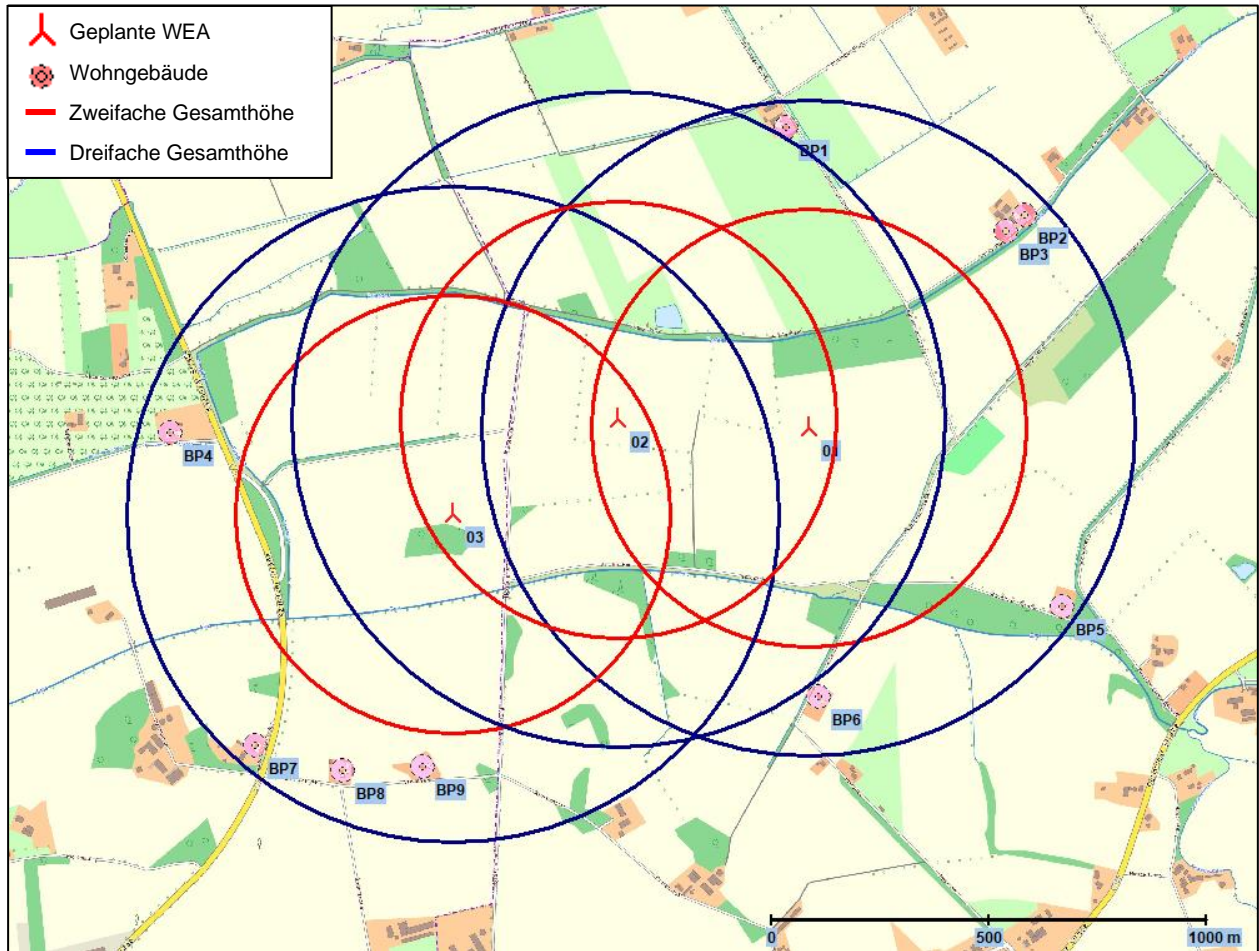 Geplante WEA
Wohngebäude
Zweifache Gesamthöhe
Dreifache Gesamthöhe
BP1
BP2
BP3
02
01
BP4
03
BP5
BP6
BP7
BP8
BP9
0
500
1000 m